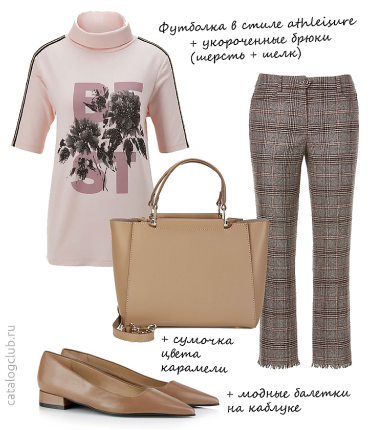 Футболка в стиле athleisure
+ укороченные брюки
(шерсть + шелк)
BE
ST
+ сумочка
цвета
карамели
+ модные балетки
на каблуке
catalogclub.ru